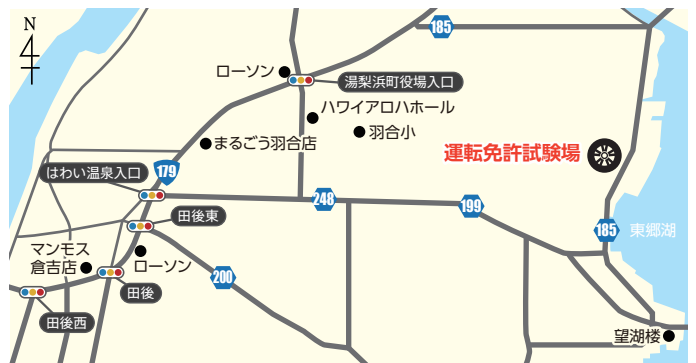 N
185
ローソン
湯梨浜町役場入口
ハワイアロハホール
羽合小
まるごう羽合店
運転免許試験場
はわい温泉入口
179
248
199
田後東
185
東郷湖
マンモス
倉吉店
ローソン
200
田後
田後西
望湖楼